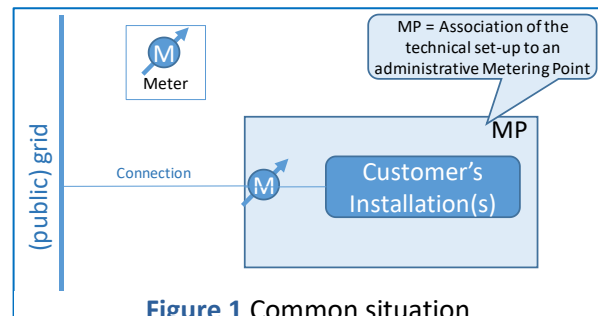 MP = Association of the
technical set-up to an
administrative Metering Point
M
Meter
MP
(public) grid
Connection
M
Customer's
Installation(s)
Figure 1 Common situation